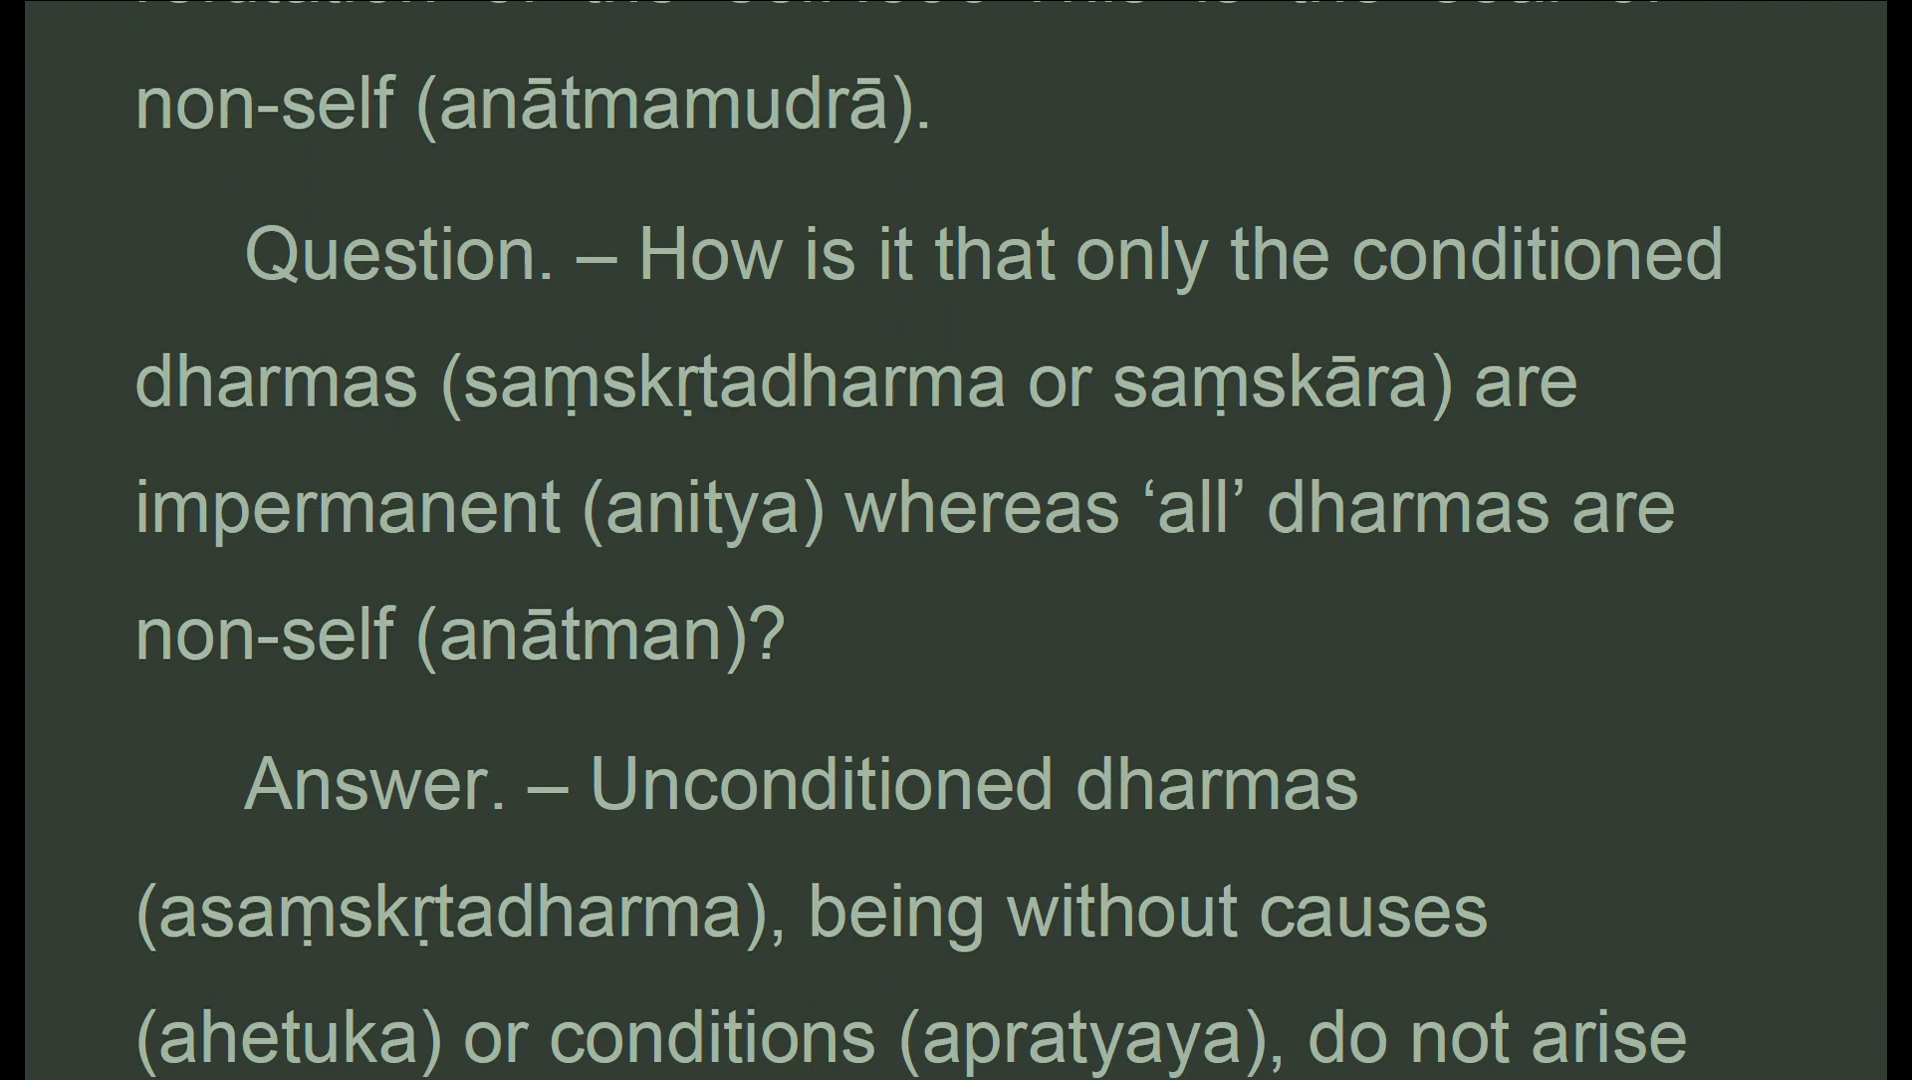 non-self (anātmamudrā).
Question. – How is it that only the conditioned
dharmas (saṃskṛtadharma or saṃskāra) are
impermanent (anitya) whereas ‘all’ dharmas are
non-self (anātman)?
Answer. – Unconditioned dharmas
(asaṃskṛtadharma), being without causes
(ahetuka) or conditions (apratyaya), do not arise